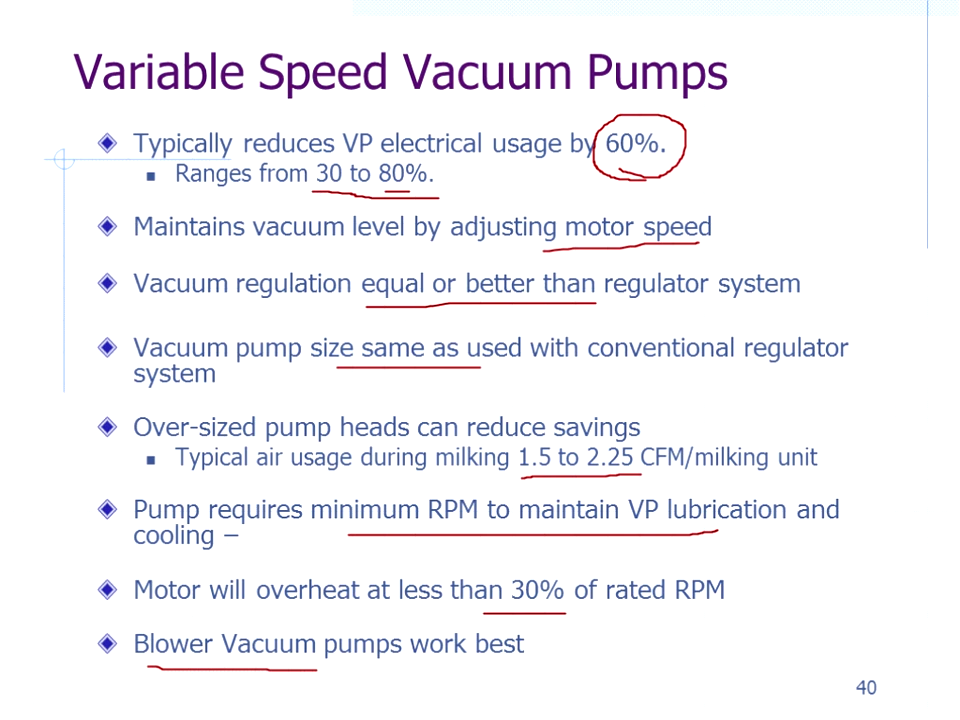 Variable Speed Vacuum Pumps
Typically reduces VP electrical usage by 60%.
Ranges from 30 to 80%.
Maintains vacuum level by adjusting motor speed
Vacuum regulation equal or better than regulator system
Vacuum pump size same as used with conventional regulator
system
Over-sized pump heads can reduce savings
Typical air usage during milking 1.5 to 2.25 CFM/milking unit
Pump requires minimum RPM to maintain VP lubrication and
cooling –
Motor will overheat at less than 30% of rated RPM
Blower Vacuum pumps work best
40